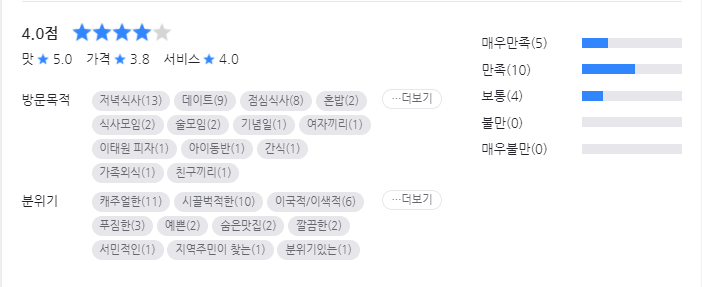 4.0점
맛 5.0 가격 3.8 서비스 4.0
매우만족(5)
만족(10)
보통(4)
불만(0)
매우불만(0)
방문목적 저녁식사(13) 데이트(9) 점심식사(8) 혼밥(2) ···더보기
식사모임(2) 술모임(2) 기념일(1) 여자끼리(1)
이태원 피자(1) 아이동반(1) 간식(1)
가족외식(1) 친구끼리(1)
분위기 캐주얼한(11) 시끌벅적한(10) 이국적/이색적(6) ···더보기
푸짐한(3) 예쁜(2) 숨은맛집(2) 깔끔한(2)
서민적인(1) 지역주민이 찾는(1) 분위기있는(1)